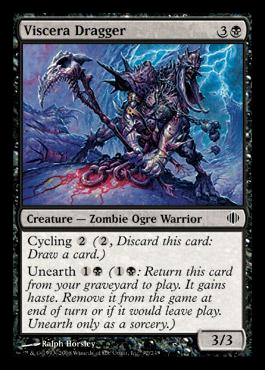 Viscera Dragger 3
Creature — Zombie Ogre Warrior
Cycling 2 (2, Discard this card:
Draw a card.)
Unearth 1 (1: Return this card
from your graveyard to play. It gains
haste. Remove it from the game at
end of turn or if it would leave play.
Unearth only as a sorcery.)
Ralph Horsley
3/3